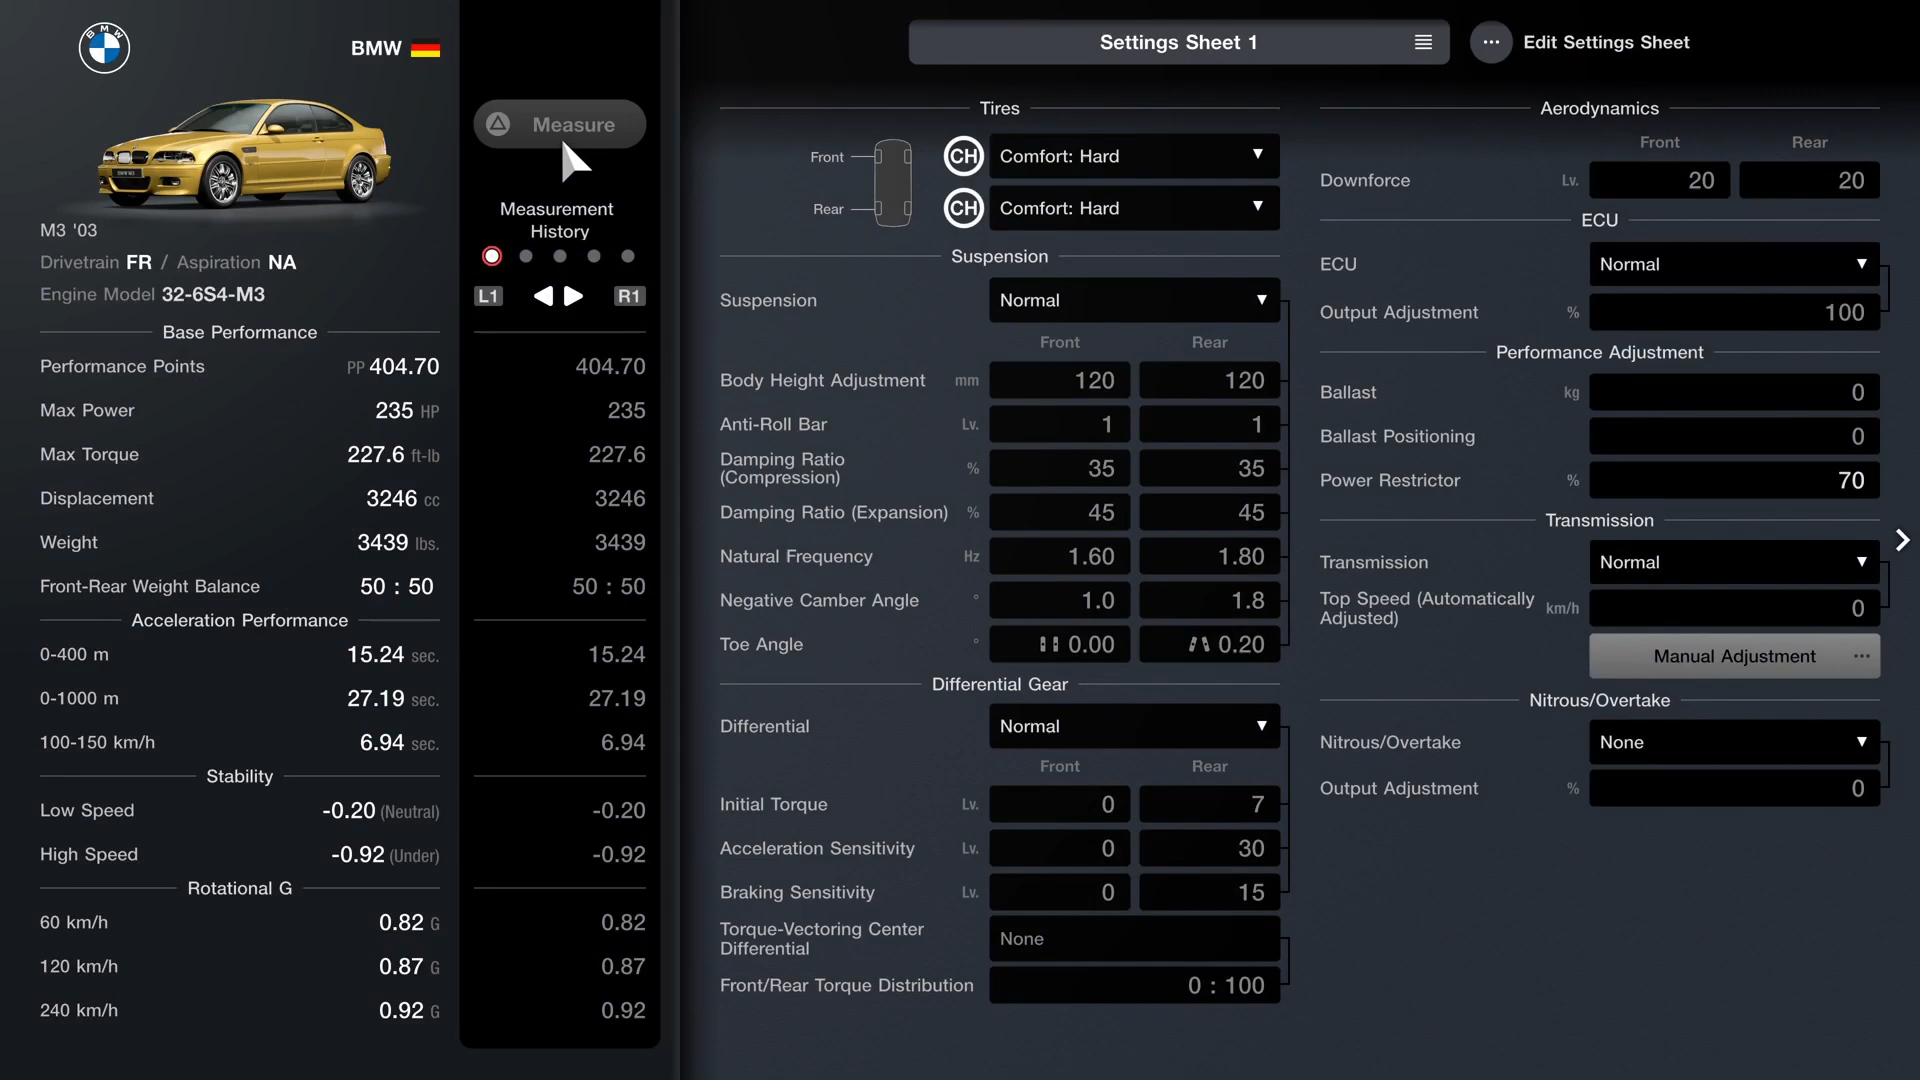 BMW
BMW
M3 '03
Drivetrain FR / Aspiration NA
Engine Model 32-6S4-M3
Base Performance
Performance Points PP 404.70
Max Power 235 HP
Max Torque 227.6 ft-lb
Displacement 3246 cc
Weight 3439 lbs.
Front-Rear Weight Balance 50 : 50
Acceleration Performance
0-400 m 15.24 sec.
0-1000 m 27.19 sec.
100-150 km/h 6.94 sec.
Stability
Low Speed -0.20 (Neutral)
High Speed -0.92 (Under)
Rotational G
60 km/h 0.82 G
120 km/h 0.87 G
240 km/h 0.92 G
Measure
Measurement
History
L1 R1
404.70
235
227.6
3246
3439
50 : 50
15.24
27.19
6.94
-0.20
-0.92
0.82
0.87
0.92
Settings Sheet 1
Edit Settings Sheet
Tires
Front CH Comfort: Hard
Rear CH Comfort: Hard
Suspension
Suspension Normal
Front Rear
Body Height Adjustment mm 120 120
Anti-Roll Bar Lv. 1 1
Damping Ratio
(Compression) % 35 35
Damping Ratio (Expansion) % 45 45
Natural Frequency Hz 1.60 1.80
Negative Camber Angle ° 1.0 1.8
Toe Angle ° 0.00 0.20
Differential Gear
Differential Normal
Front Rear
Initial Torque Lv. 0 7
Acceleration Sensitivity Lv. 0 30
Braking Sensitivity Lv. 0 15
Torque-Vectoring Center
Differential None
Front/Rear Torque Distribution 0 : 100
Aerodynamics
Front Rear
Downforce Lv. 20 20
ECU
ECU Normal
Output Adjustment % 100
Performance Adjustment
Ballast kg 0
Ballast Positioning 0
Power Restrictor % 70
Transmission
Transmission Normal
Top Speed (Automatically
Adjusted) km/h 0
Manual Adjustment
Nitrous/Overtake
Nitrous/Overtake None
Output Adjustment % 0